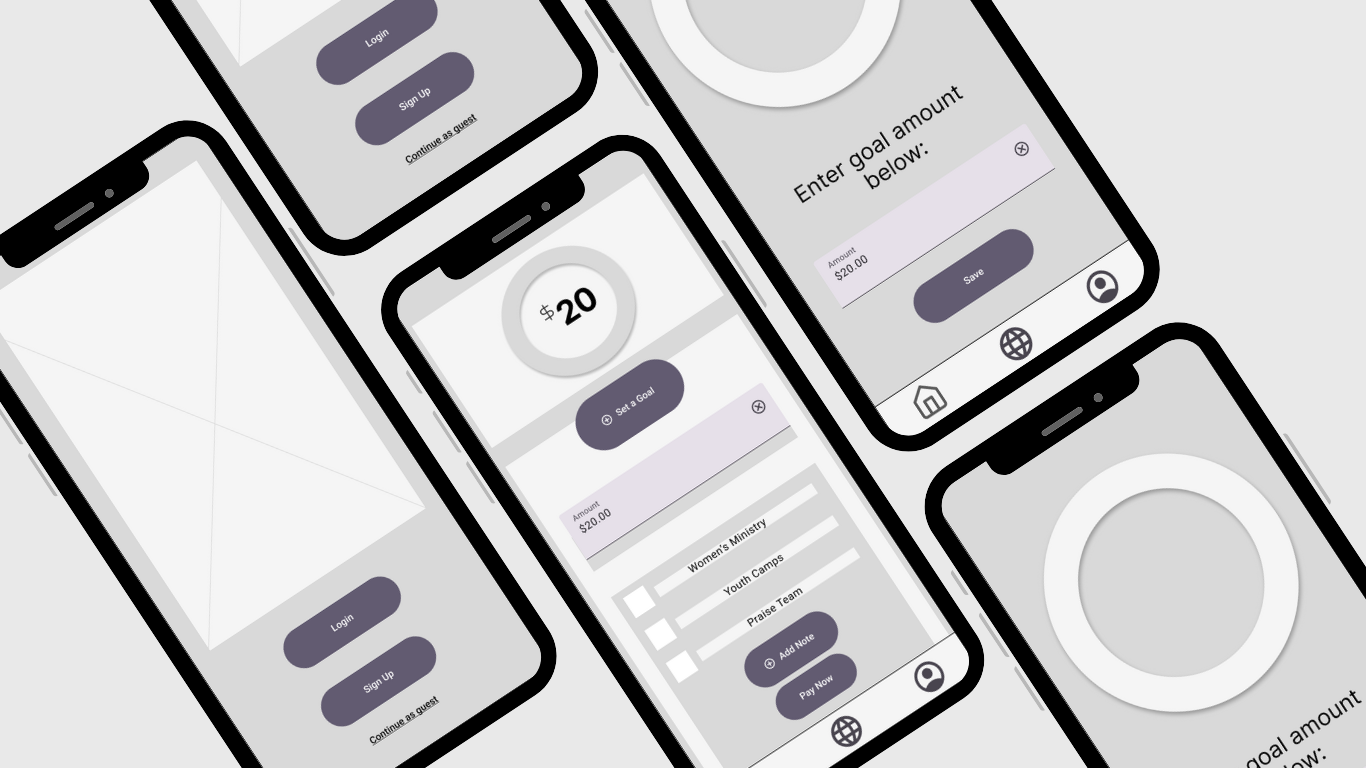 Login
Sign Up
Continue as guest
Login
Sign Up
Continue as guest
$20
Set a Goal
Amount
$20.00
Women's Ministry
Youth Camps
Praise Team
Add Note
Pay Now
Enter goal amount
below:
Amount
$20.00
Save
goal amount
low: